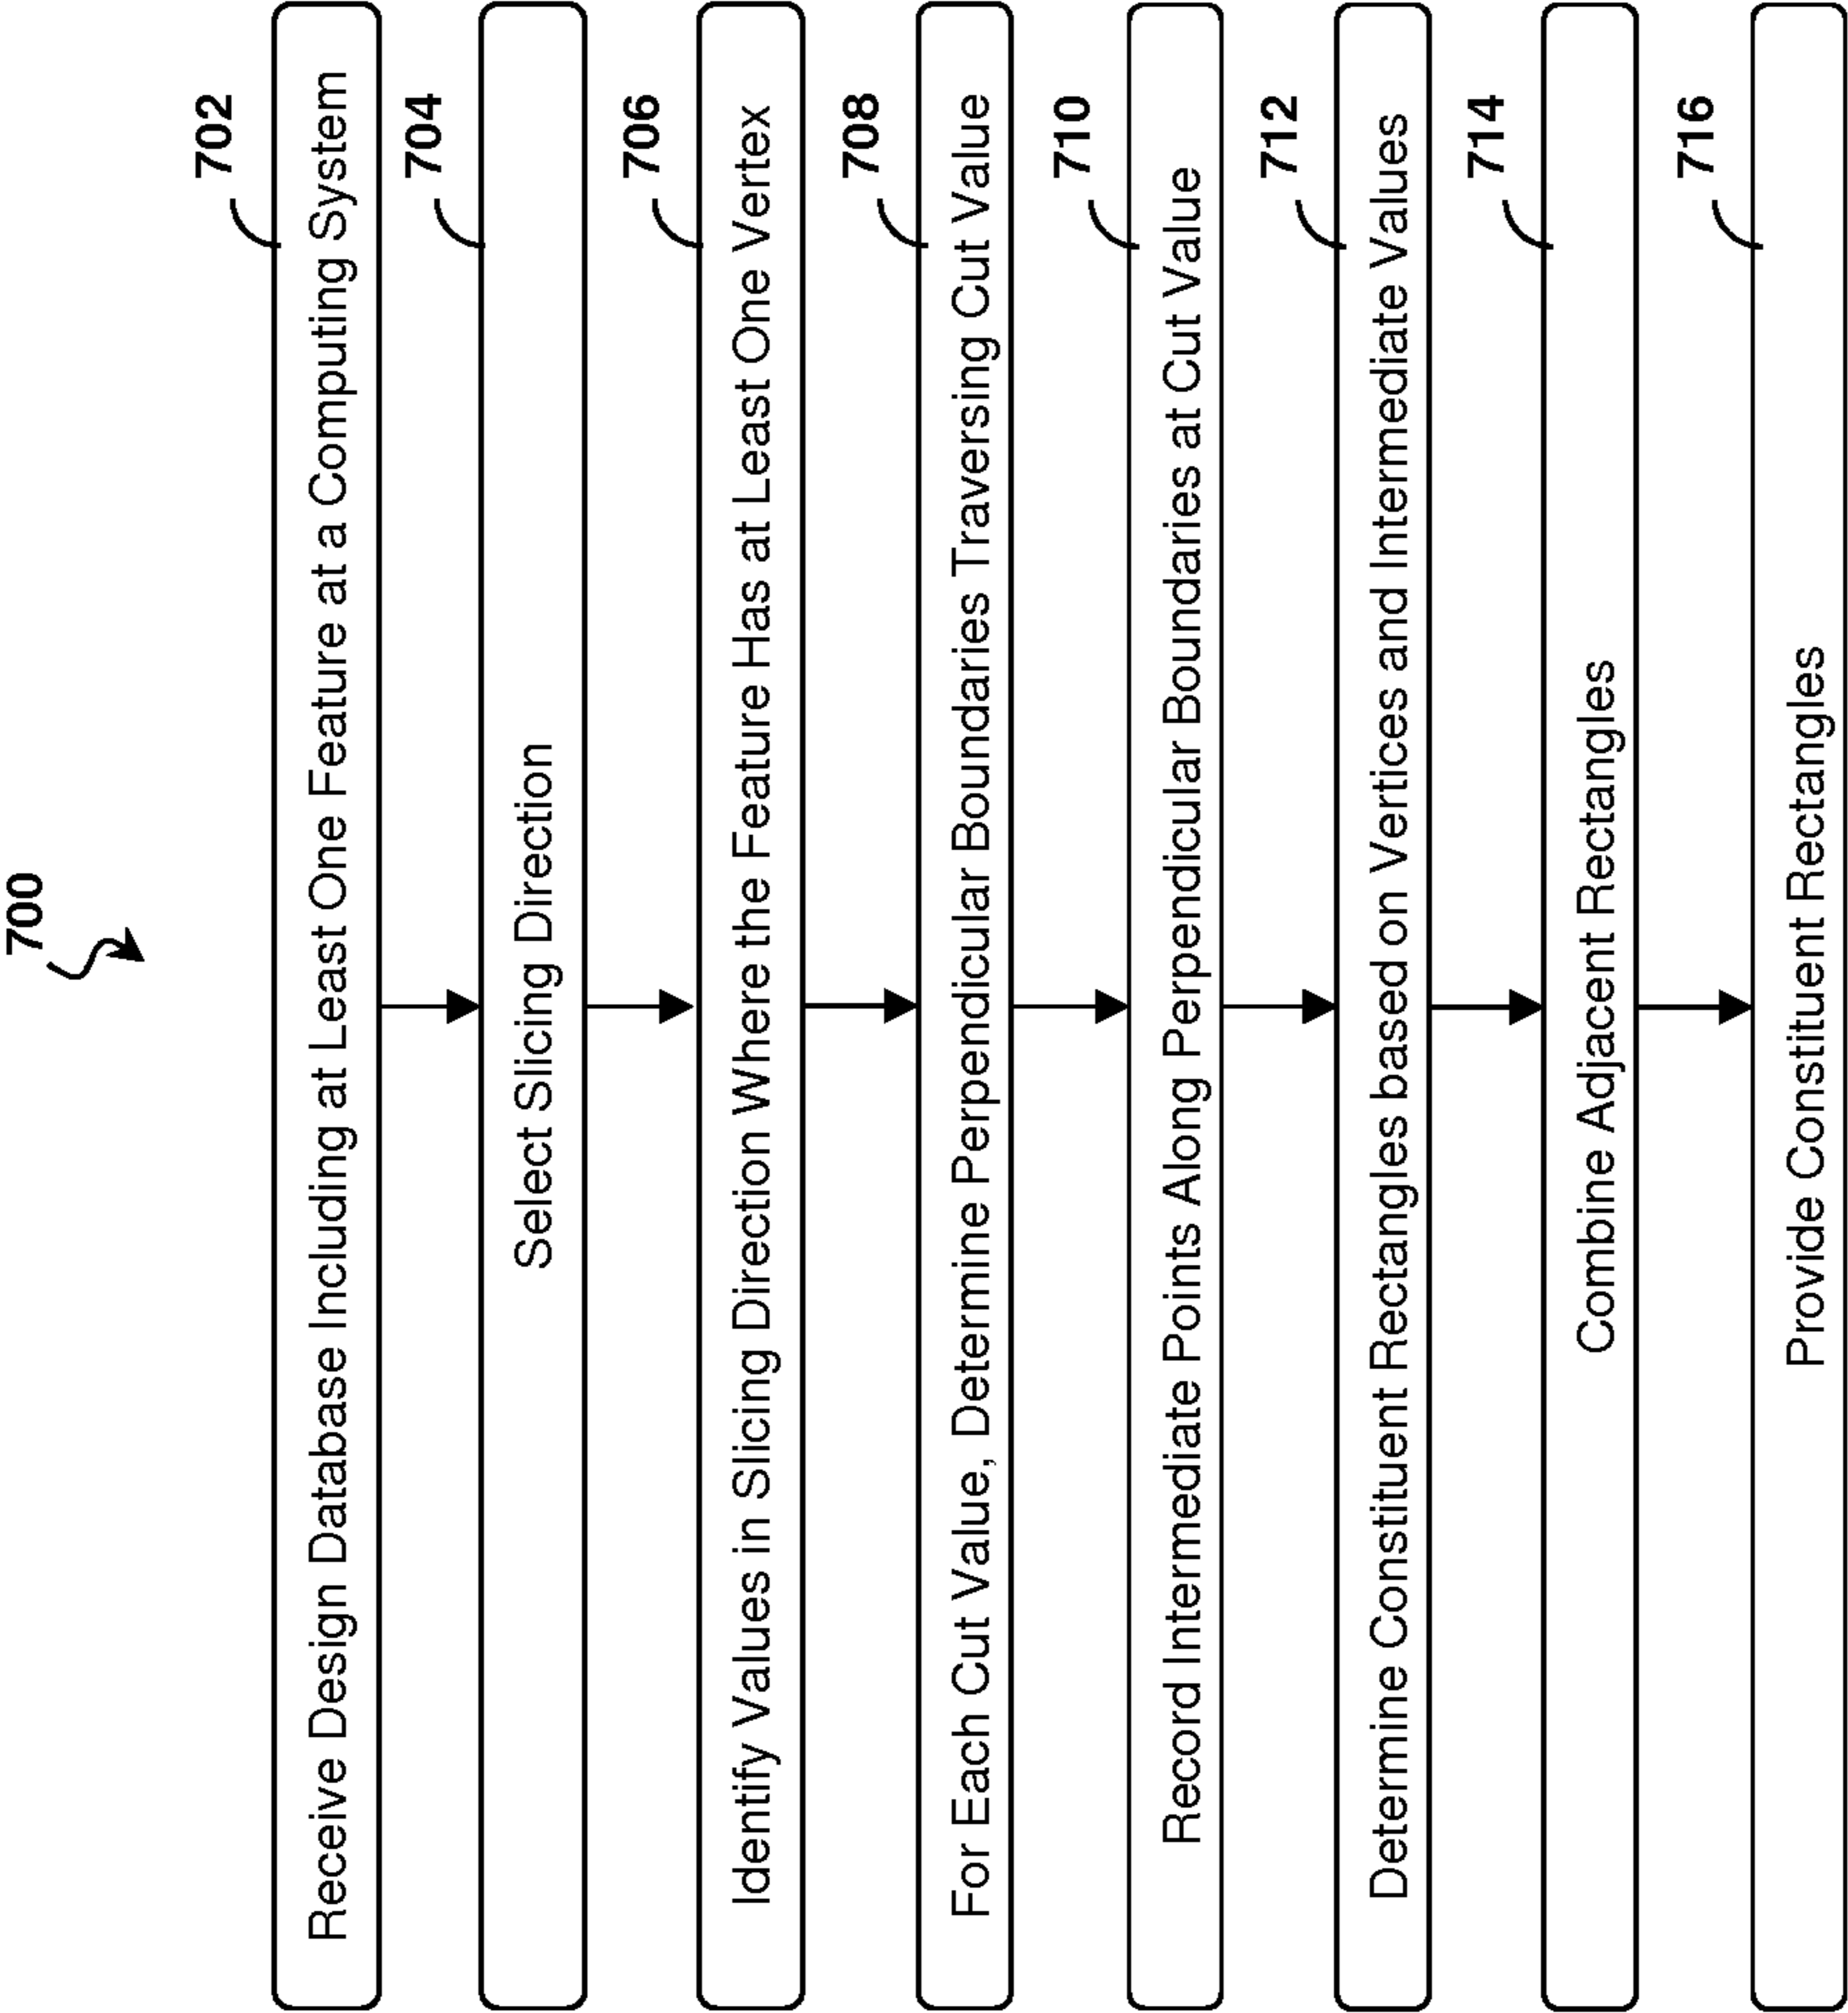 700
702
Receive Design Database Including at Least One Feature at a Computing System
704
Select Slicing Direction
706
Identify Values in Slicing Direction Where the Feature Has at Least One Vertex
708
For Each Cut Value, Determine Perpendicular Boundaries Traversing Cut Value
710
Record Intermediate Points Along Perpendicular Boundaries at Cut Value
712
Determine Constituent Rectangles based on Vertices and Intermediate Values
714
Combine Adjacent Rectangles
716
Provide Constituent Rectangles